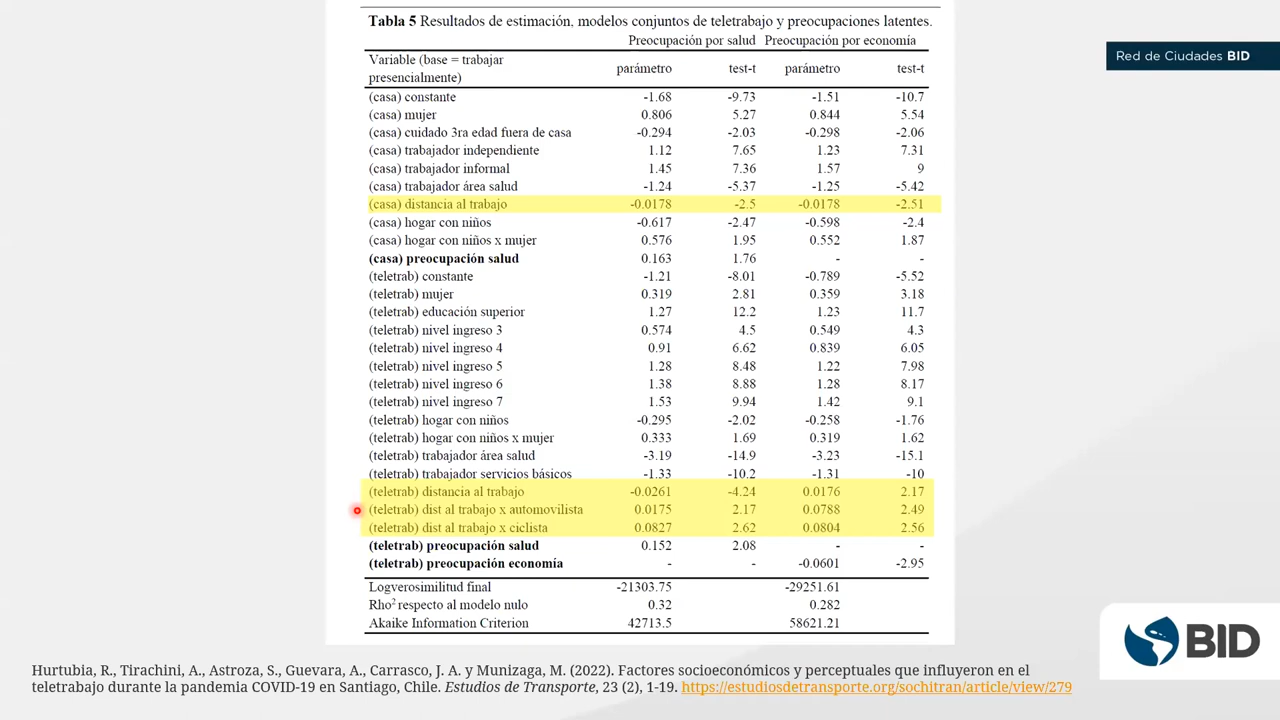 Tabla 5 Resultados de estimación, modelos conjuntos de teletrabajo y preocupaciones latentes.
Preocupación por salud Preocupación por economía
Variable (base = trabajar presencialmente) parámetro test-t parámetro test-t
(casa) constante -1.68 -9.73 -1.51 -10.7
(casa) mujer 0.806 5.27 0.844 5.54
(casa) cuidado 3ra edad fuera de casa -0.294 -2.03 -0.298 -2.06
(casa) trabajador independiente 1.12 7.65 1.23 7.31
(casa) trabajador informal 1.45 7.36 1.57 9
(casa) trabajador área salud -1.24 -5.37 -1.25 -5.42
(casa) distancia al trabajo -0.0178 -2.5 -0.0178 -2.51
(casa) hogar con niños -0.617 -2.47 -0.598 -2.4
(casa) hogar con niños x mujer 0.576 1.95 0.552 1.87
(casa) preocupación salud 0.163 1.76 - -
(teletrab) constante -1.21 -8.01 -0.789 -5.52
(teletrab) mujer 0.319 2.81 0.359 3.18
(teletrab) educación superior 1.27 12.2 1.23 11.7
(teletrab) nivel ingreso 3 0.574 4.5 0.549 4.3
(teletrab) nivel ingreso 4 0.91 6.62 0.839 6.05
(teletrab) nivel ingreso 5 1.28 8.48 1.22 7.98
(teletrab) nivel ingreso 6 1.38 8.88 1.28 8.17
(teletrab) nivel ingreso 7 1.53 9.94 1.42 9.1
(teletrab) hogar con niños -0.295 -2.02 -0.258 -1.76
(teletrab) hogar con niños x mujer 0.333 1.69 0.319 1.62
(teletrab) trabajador área salud -3.19 -14.9 -3.23 -15.1
(teletrab) trabajador servicios básicos -1.33 -10.2 -1.31 -10
(teletrab) distancia al trabajo -0.0261 -4.24 0.0176 2.17
(teletrab) dist al trabajo x automovilista 0.0175 2.17 0.0788 2.49
(teletrab) dist al trabajo x ciclista 0.0827 2.62 0.0804 2.56
(teletrab) preocupación salud 0.152 2.08 - -
(teletrab) preocupación economía - - -0.0601 -2.95
Logverosimilitud final -21303.75 -29251.61
Rho² respecto al modelo nulo 0.32 0.282
Akaike Information Criterion 42713.5 58621.21
Red de Ciudades BID
BID
Hurtubia, R., Tirachini, A., Astroza, S., Guevara, A., Carrasco, J. A. y Munizaga, M. (2022). Factores socioeconómicos y perceptuales que influyeron en el
teletrabajo durante la pandemia COVID-19 en Santiago, Chile. Estudios de Transporte, 23 (2), 1-19. https://estudiosdetransporte.org/sochitran/article/view/279